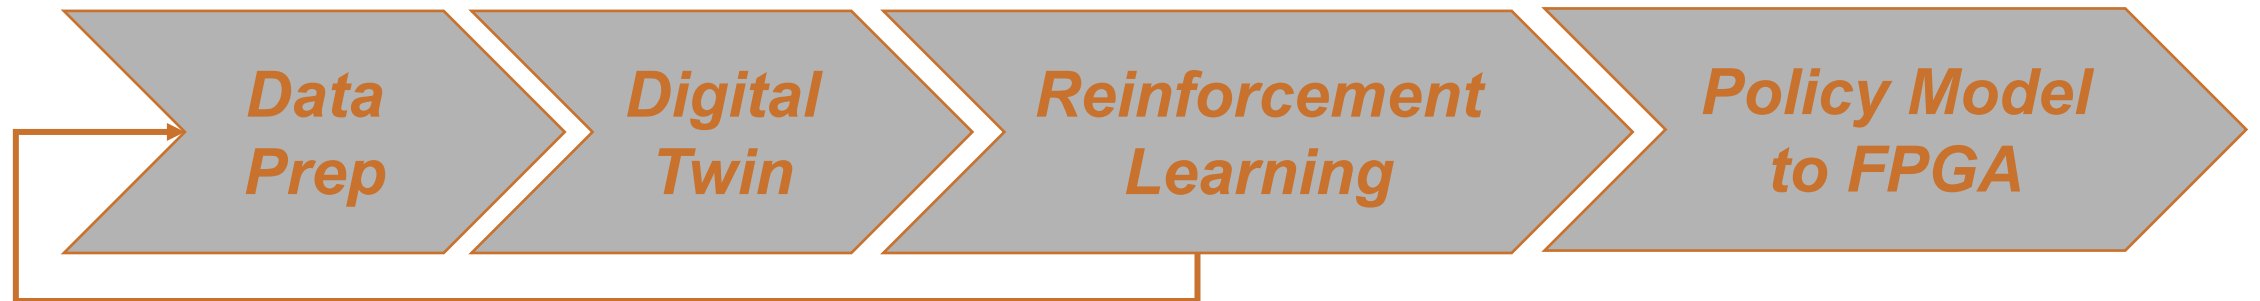 Data
Prep
Digital
Twin
Reinforcement
Learning
Policy Model
to FPGA